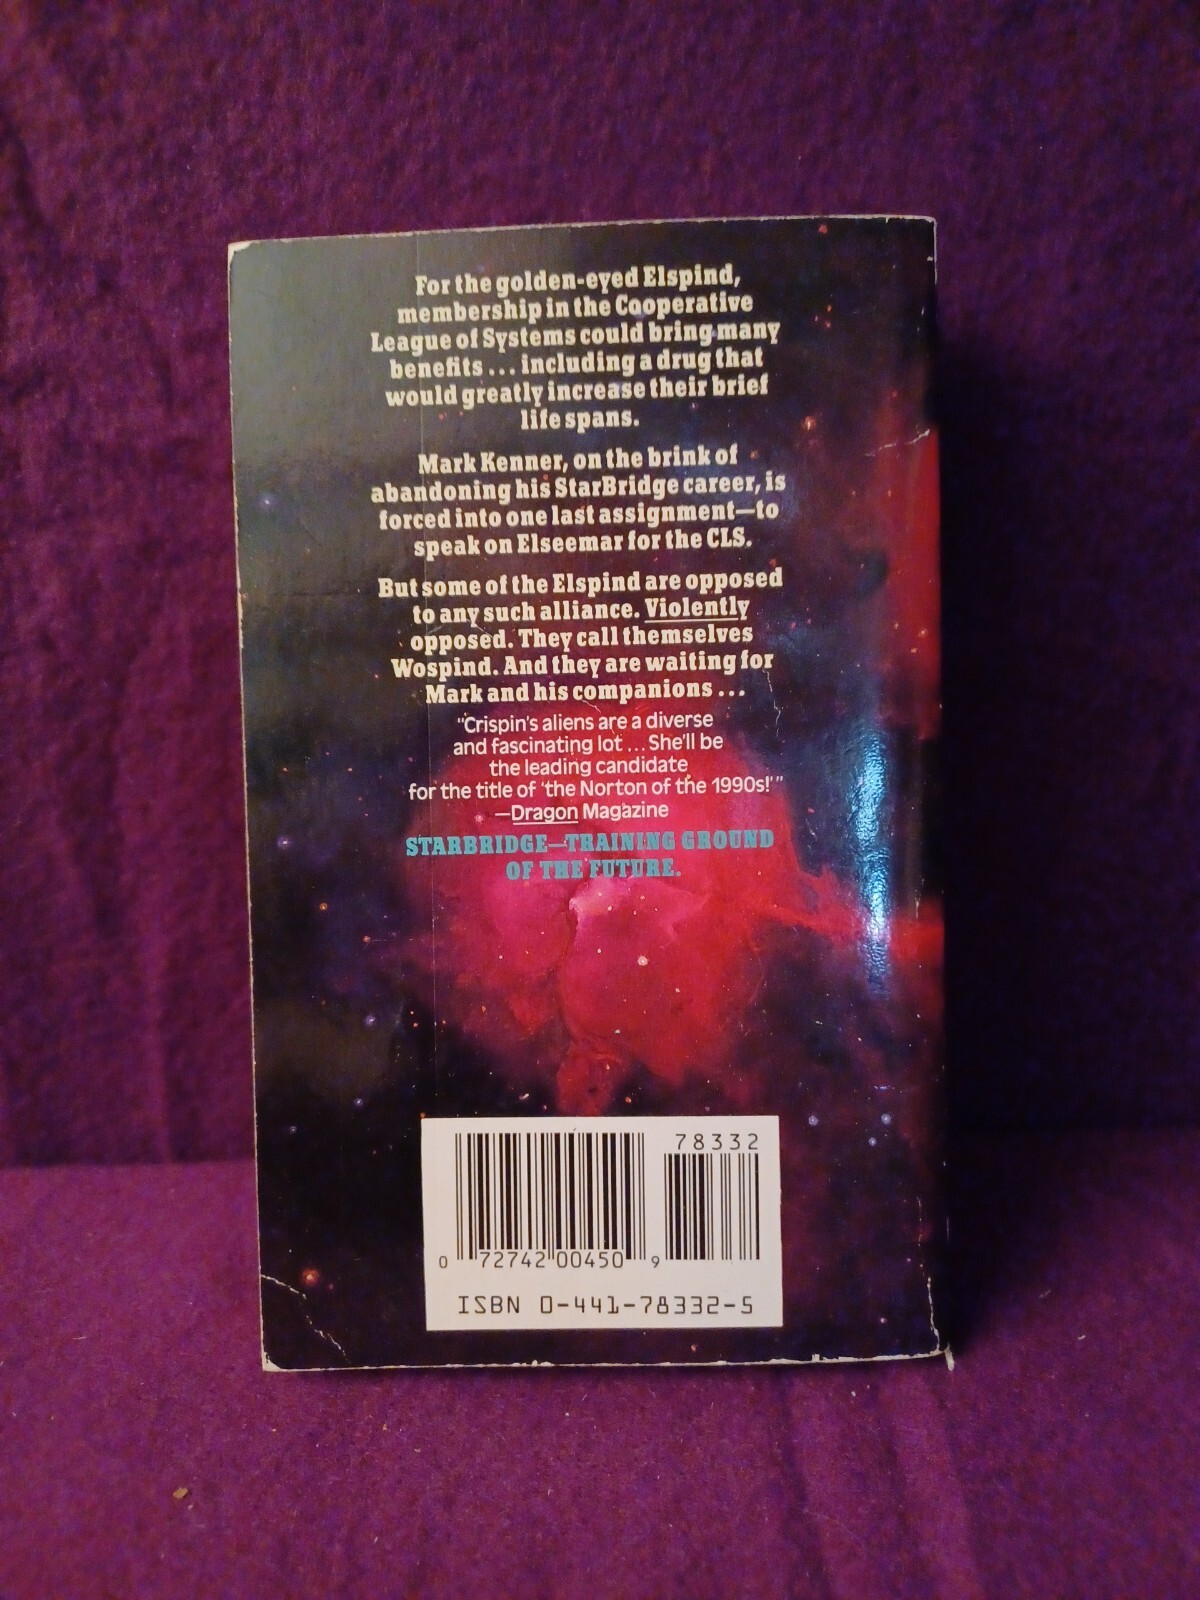 For the golden-eyed Elspind,
membership in the Cooperative
League of Systems could bring many
benefits ... including a drug that
would greatly increase their brief
life spans.
Mark Kenner, on the brink of
abandoning his StarBridge career, is
forced into one last assignment—to
speak on Elseemar for the CLS.
But some of the Elspind are opposed
to any such alliance. Violently
opposed. They call themselves
Wospind. And they are waiting for
Mark and his companions ...
"Crispin's aliens are a diverse
and fascinating lot ... She'll be
the leading candidate
for the title of 'the Norton of the 1990s!'"
—Dragon Magazine
STARBRIDGE—TRAINING GROUND
OF THE FUTURE.
78332
0 72742 00450 9
ISBN 0-441-78332-5